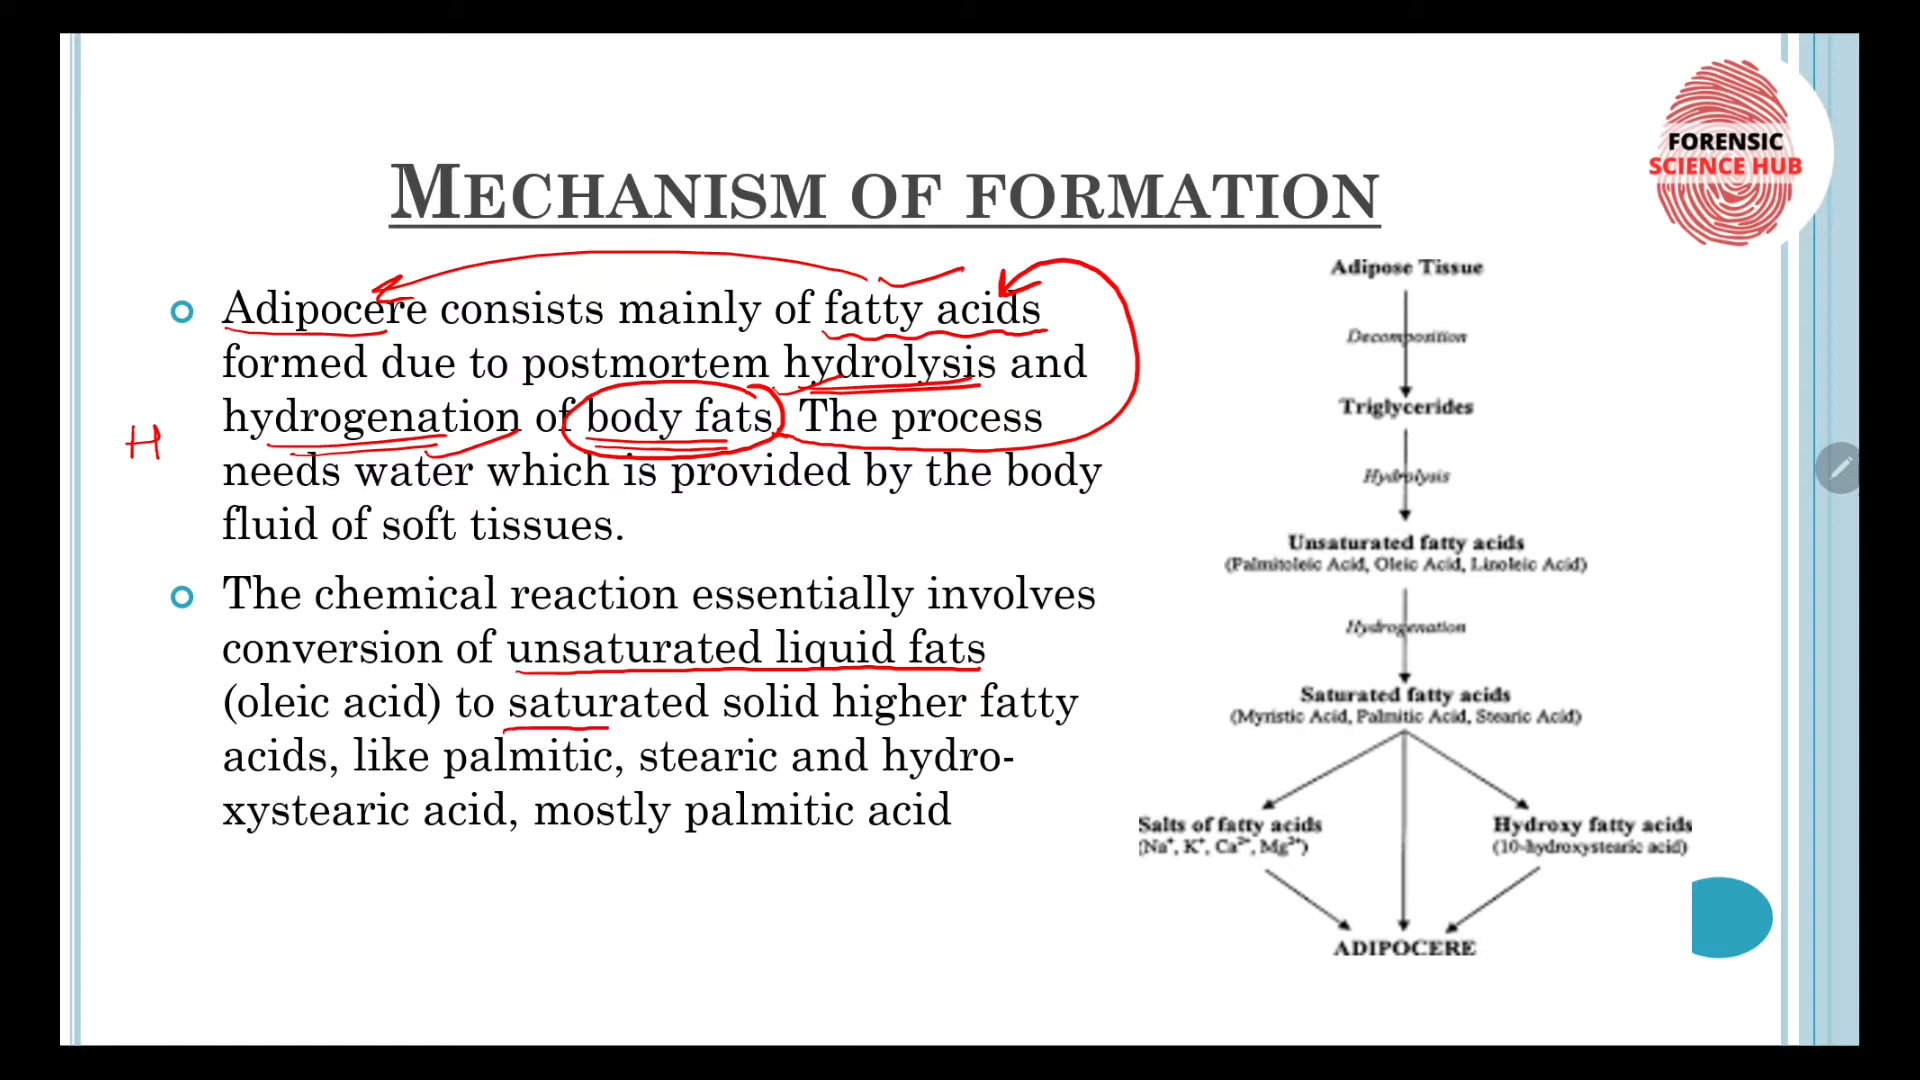 FORENSIC
SCIENCE HUB
MECHANISM OF FORMATION
Adipocere consists mainly of fatty acids
formed due to postmortem hydrolysis and
hydrogenation of body fats. The process
needs water which is provided by the body
fluid of soft tissues.
H
The chemical reaction essentially involves
conversion of unsaturated liquid fats
(oleic acid) to saturated solid higher fatty
acids, like palmitic, stearic and hydro-
xystearic acid, mostly palmitic acid
Adipose Tissue
Decomposition
Triglycerides
Hydrolysis
Unsaturated fatty acids
(Palmitoleic Acid, Oleic Acid, Linoleic Acid)
Hydrogenation
Saturated fatty acids
(Myristic Acid, Palmitic Acid, Stearic Acid)
Salts of fatty acids
(Na⁺, K⁺, Ca²⁺, Mg²⁺)
Hydroxy fatty acids
(10-hydroxystearic acid)
ADIPOCERE